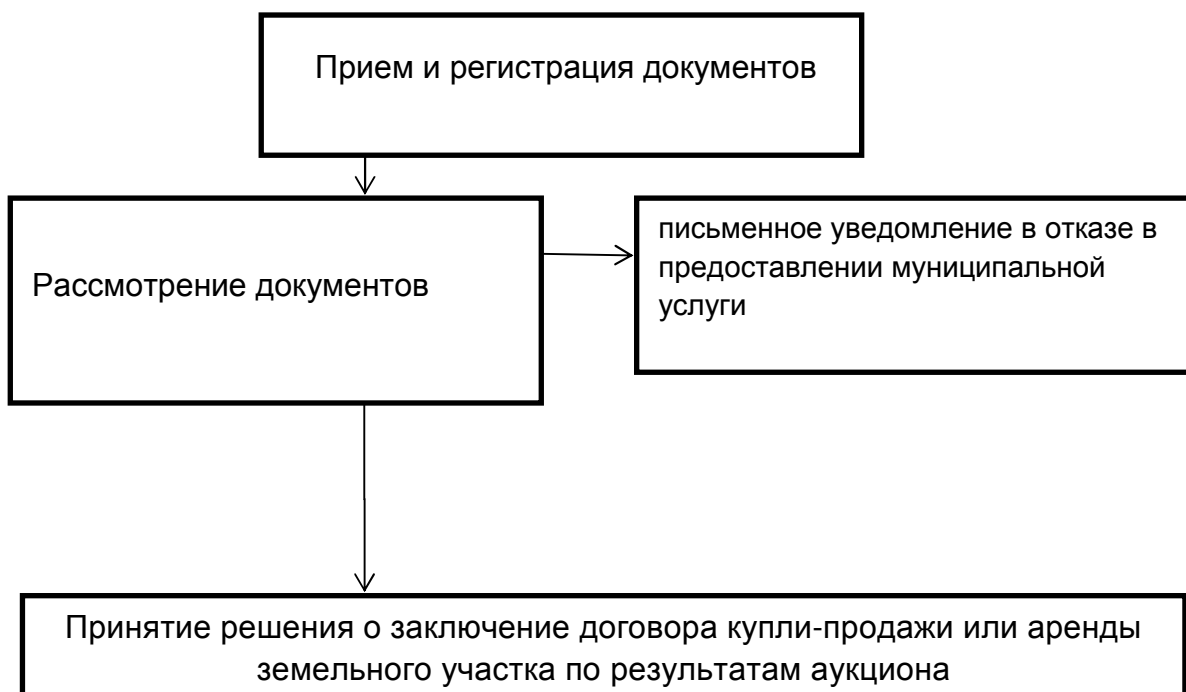 Прием и регистрация документов
Рассмотрение документов
письменное уведомление в отказе в
предоставлении муниципальной
услуги
Принятие решения о заключение договора купли-продажи или аренды
земельного участка по результатам аукциона